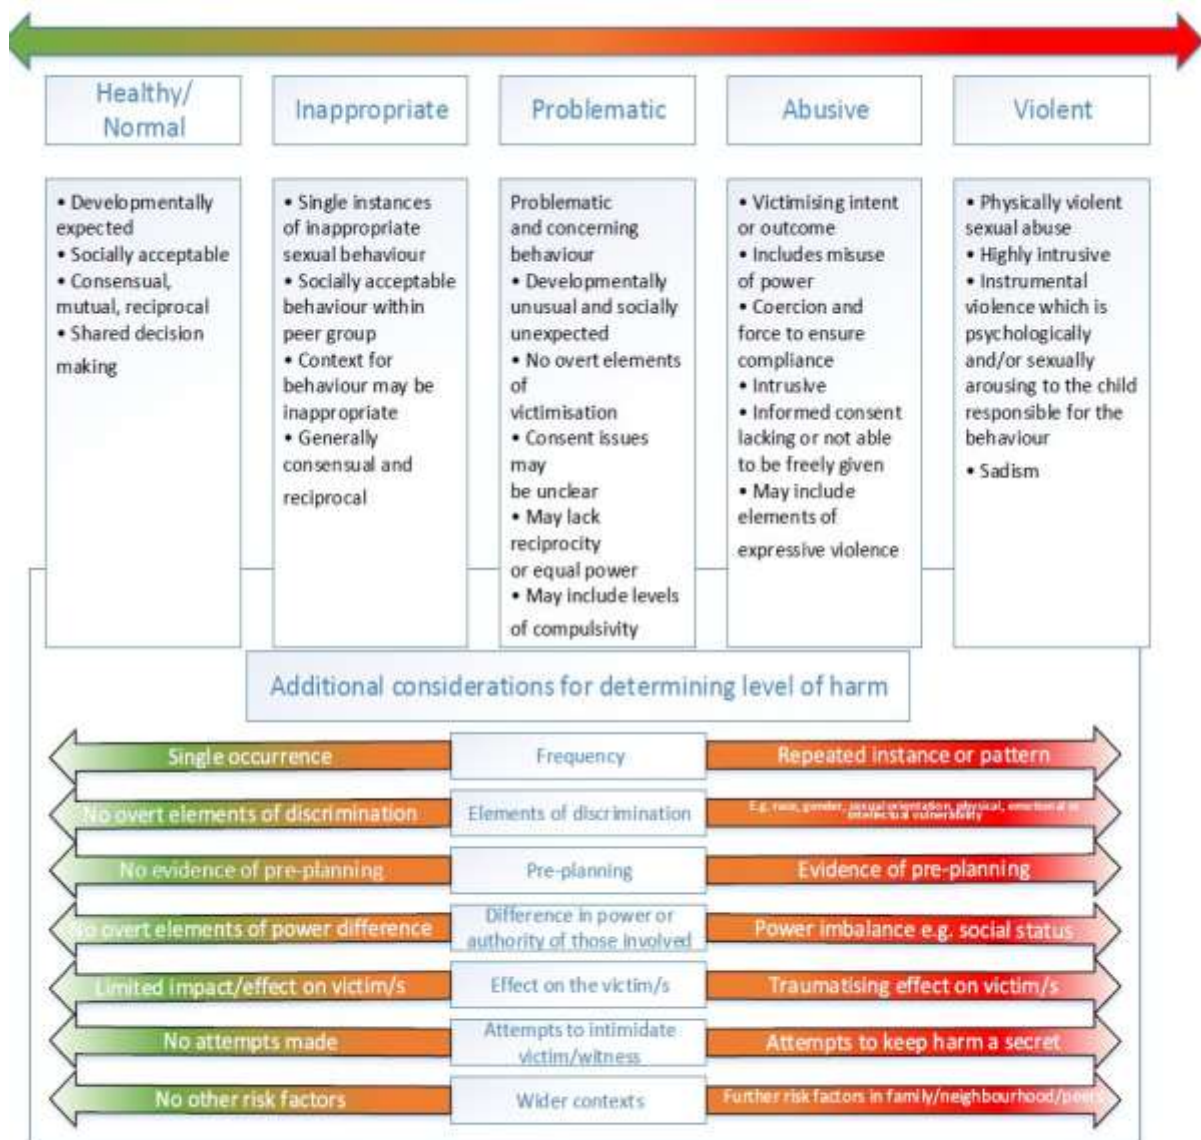 Healthy/
Normal
Inappropriate
Problematic
Abusive
Violent
• Developmentally
expected
• Socially acceptable
• Consensual,
mutual, reciprocal
• Shared decision
making
• Single instances
of inappropriate
sexual behaviour
• Socially acceptable
behaviour within
peer group
• Context for
behaviour may be
inappropriate
• Generally
consensual and
reciprocal
Problematic
and concerning
behaviour
• Developmentally
unusual and socially
unexpected
• No overt elements
of
victimisation
• Consent issues
may
be unclear
• May lack
reciprocity
or equal power
• May include levels
of compulsivity
• Victimising intent
or outcome
• Includes misuse
of power
• Coercion and
force to ensure
compliance
• Intrusive
• Informed consent
lacking or not able
to be freely given
• May include
elements of
expressive violence
• Physically violent
sexual abuse
• Highly intrusive
• Instrumental
violence which is
psychologically
and/or sexually
arousing to the child
responsible for the
behaviour
• Sadism
Additional considerations for determining level of harm
Single occurrence
Frequency
Repeated instance or pattern
No overt elements of discrimination
Elements of discrimination
E.g. race, gender, sexual orientation, physical, emotional or
intellectual vulnerability
No evidence of pre-planning
Pre-planning
Evidence of pre-planning
No overt elements of power difference
Difference in power or
authority of those involved
Power imbalance e.g. social status
Limited impact/effect on victim/s
Effect on the victim/s
Traumatising effect on victim/s
No attempts made
Attempts to intimidate
victim/witness
Attempts to keep harm a secret
No other risk factors
Wider contexts
Further risk factors in family/neighbourhood/peers